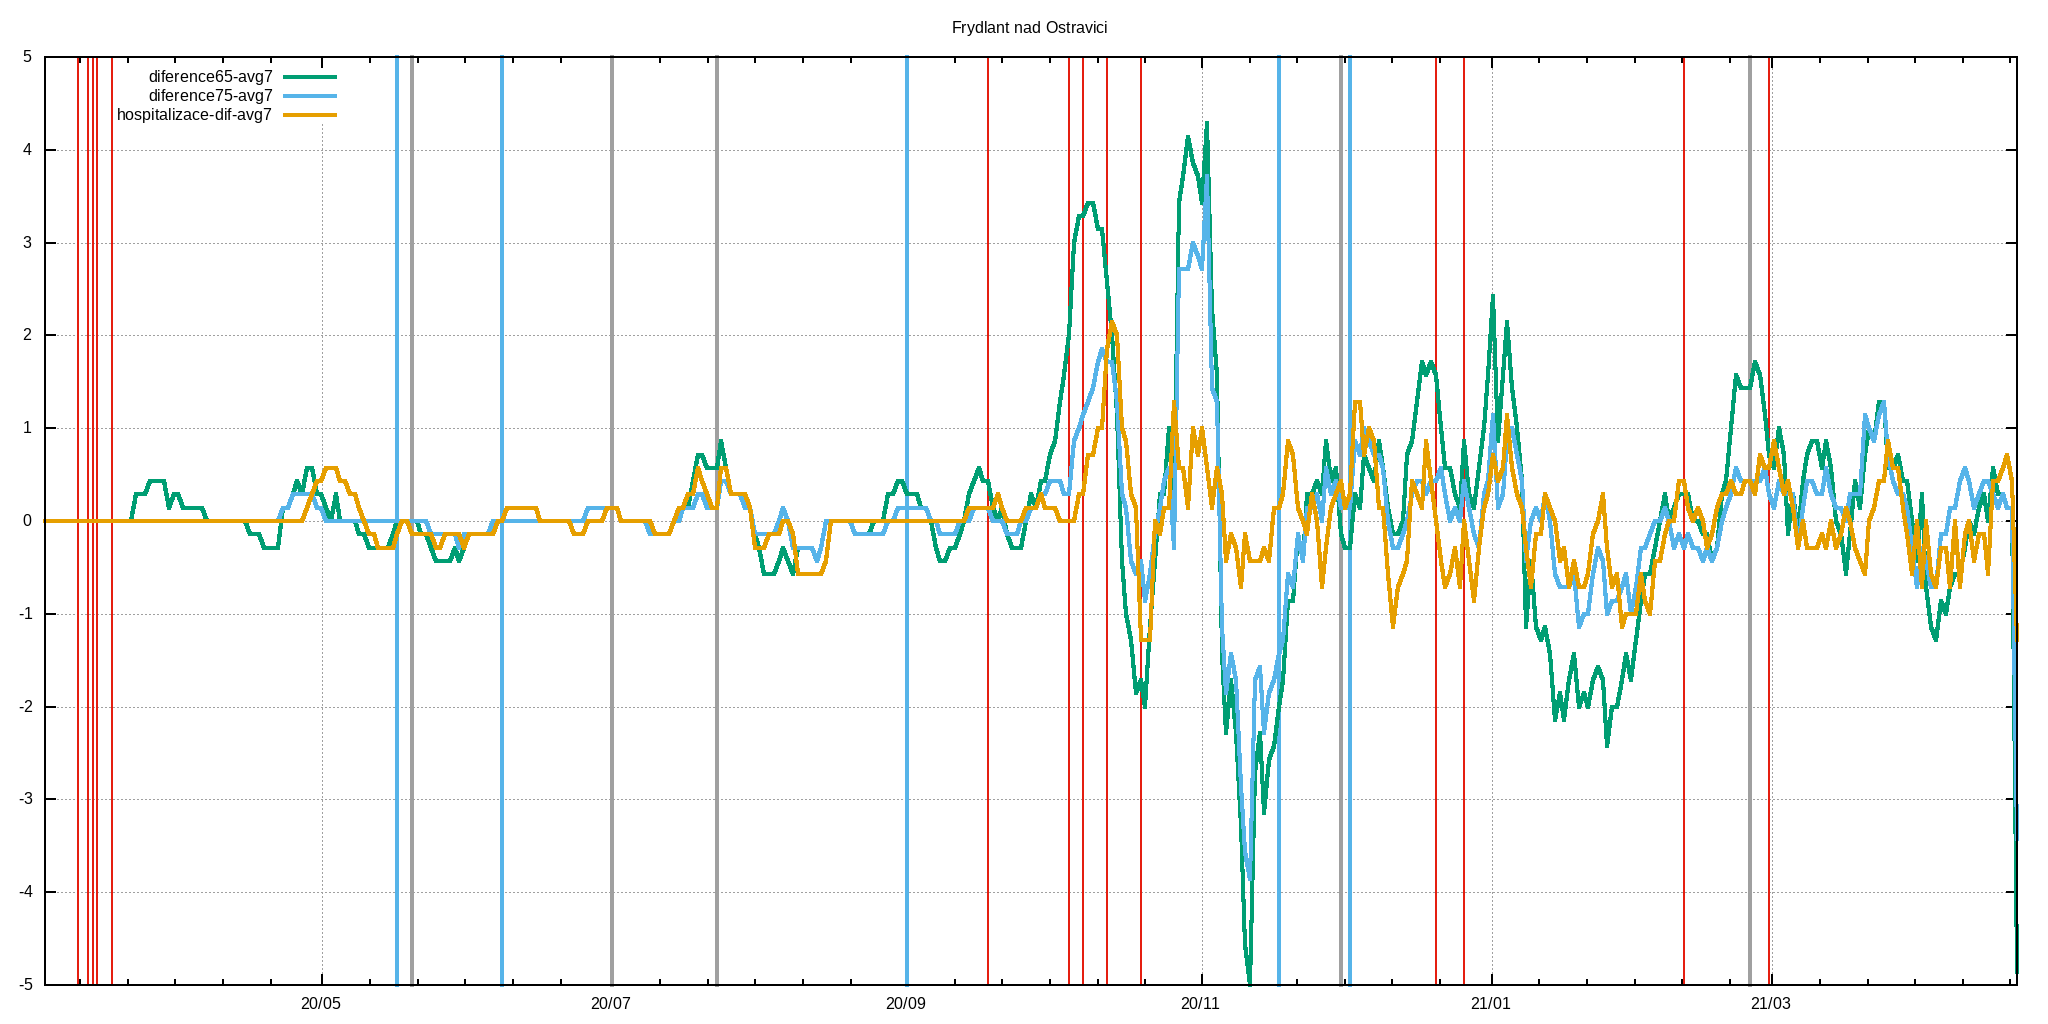 Frydlant nad Ostravici
diference65-avg7
diference75-avg7
hospitalizace-dif-avg7
5
4
3
2
1
0
-1
-2
-3
-4
-5
20/05 20/07 20/09 20/11 21/01 21/03